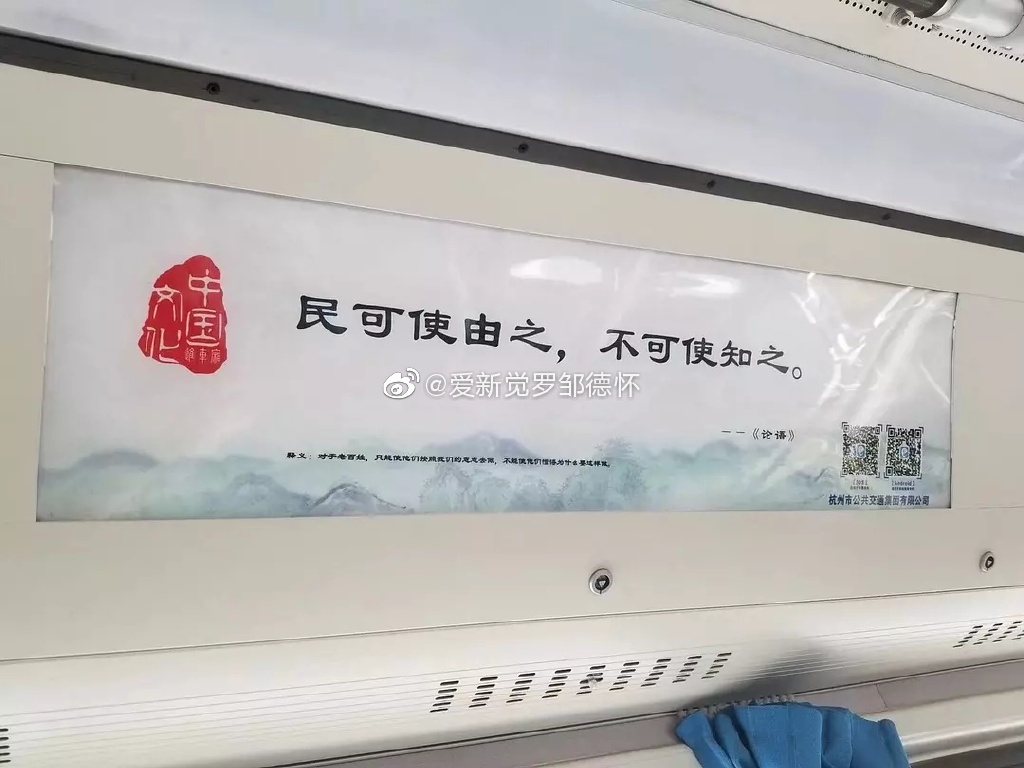 中国
文化
民可使由之，不可使知之。
@爱新觉罗邹德怀
——《论语》
释义：对于老百姓，只能使他们按照我们的意志去做，不能使他们懂得为什么要这样做。
【Android】
杭州市公共交通集团有限公司